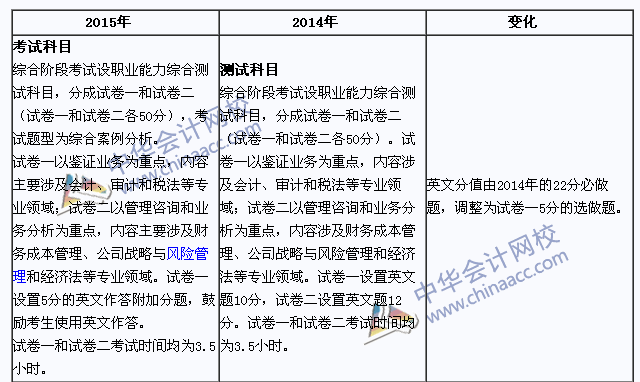 2015年
2014年
变化
考试科目
综合阶段考试设职业能力综合测
试科目，分成试卷一和试卷二
（试卷一和试卷二各50分），考
试题型为综合案例分析。
试卷一以鉴证业务为重点，内容
主要涉及会计、审计和税法等专
业领域；试卷二以管理咨询和业
务分析为重点，内容主要涉及财
务成本管理、公司战略与风险管
理和经济法等专业领域。试卷一
设置5分的英文作答附加分题，鼓
励考生使用英文作答。
试卷一和试卷二考试时间均为3.5
小时。
测试科目
综合阶段考试设职业能力综合测
试科目，分成试卷一和试卷二
（试卷一和试卷二各50分）。试
卷一以鉴证业务为重点，内容涉
及会计、审计和税法等专业领
域；试卷二以管理咨询和业务分
析为重点，内容涉及财务成本管
理、公司战略与风险管理和经济
法等专业领域。试卷一设置英文
题10分，试卷二设置英文题12
分。试卷一和试卷二考试时间均
为3.5小时。
英文分值由2014年的22分必做
题，调整为试卷一5分的选做题。
中华会计网校
www.chinaacc.com
中华会计网校
www.chinaacc.com